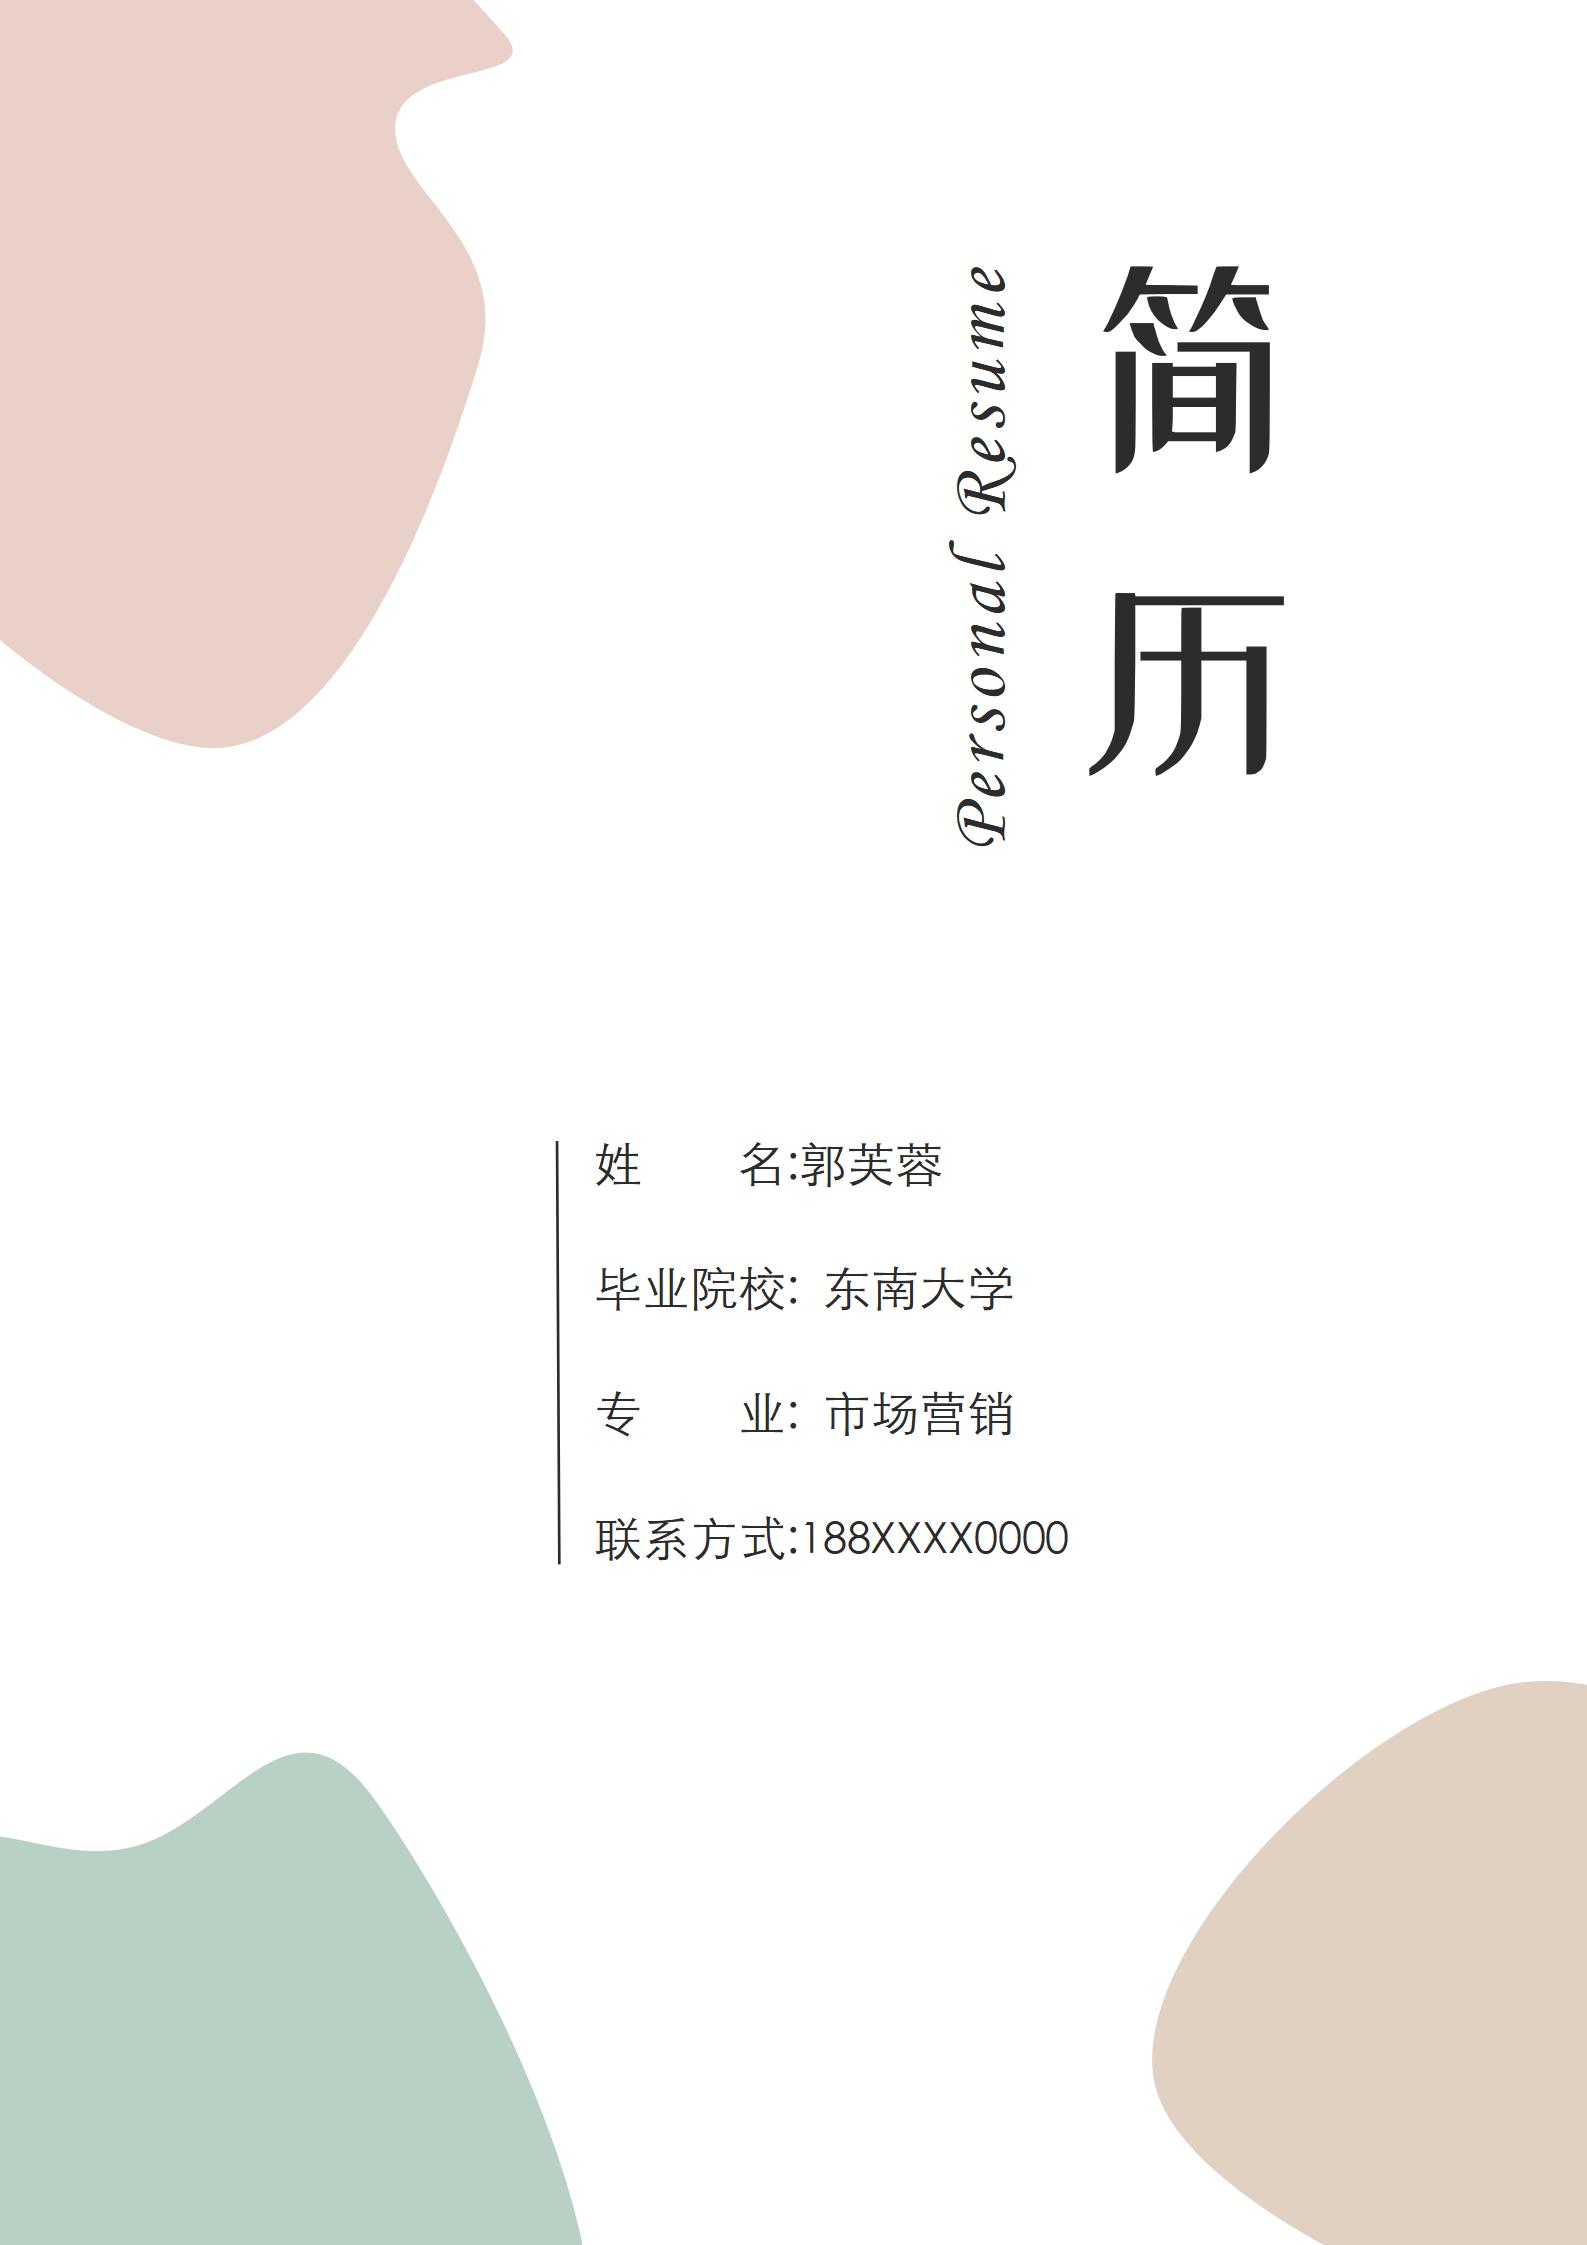 简历
Personal Resume
姓　　名:郭芙蓉
毕业院校: 东南大学
专　　业: 市场营销
联系方式:188XXXX0000